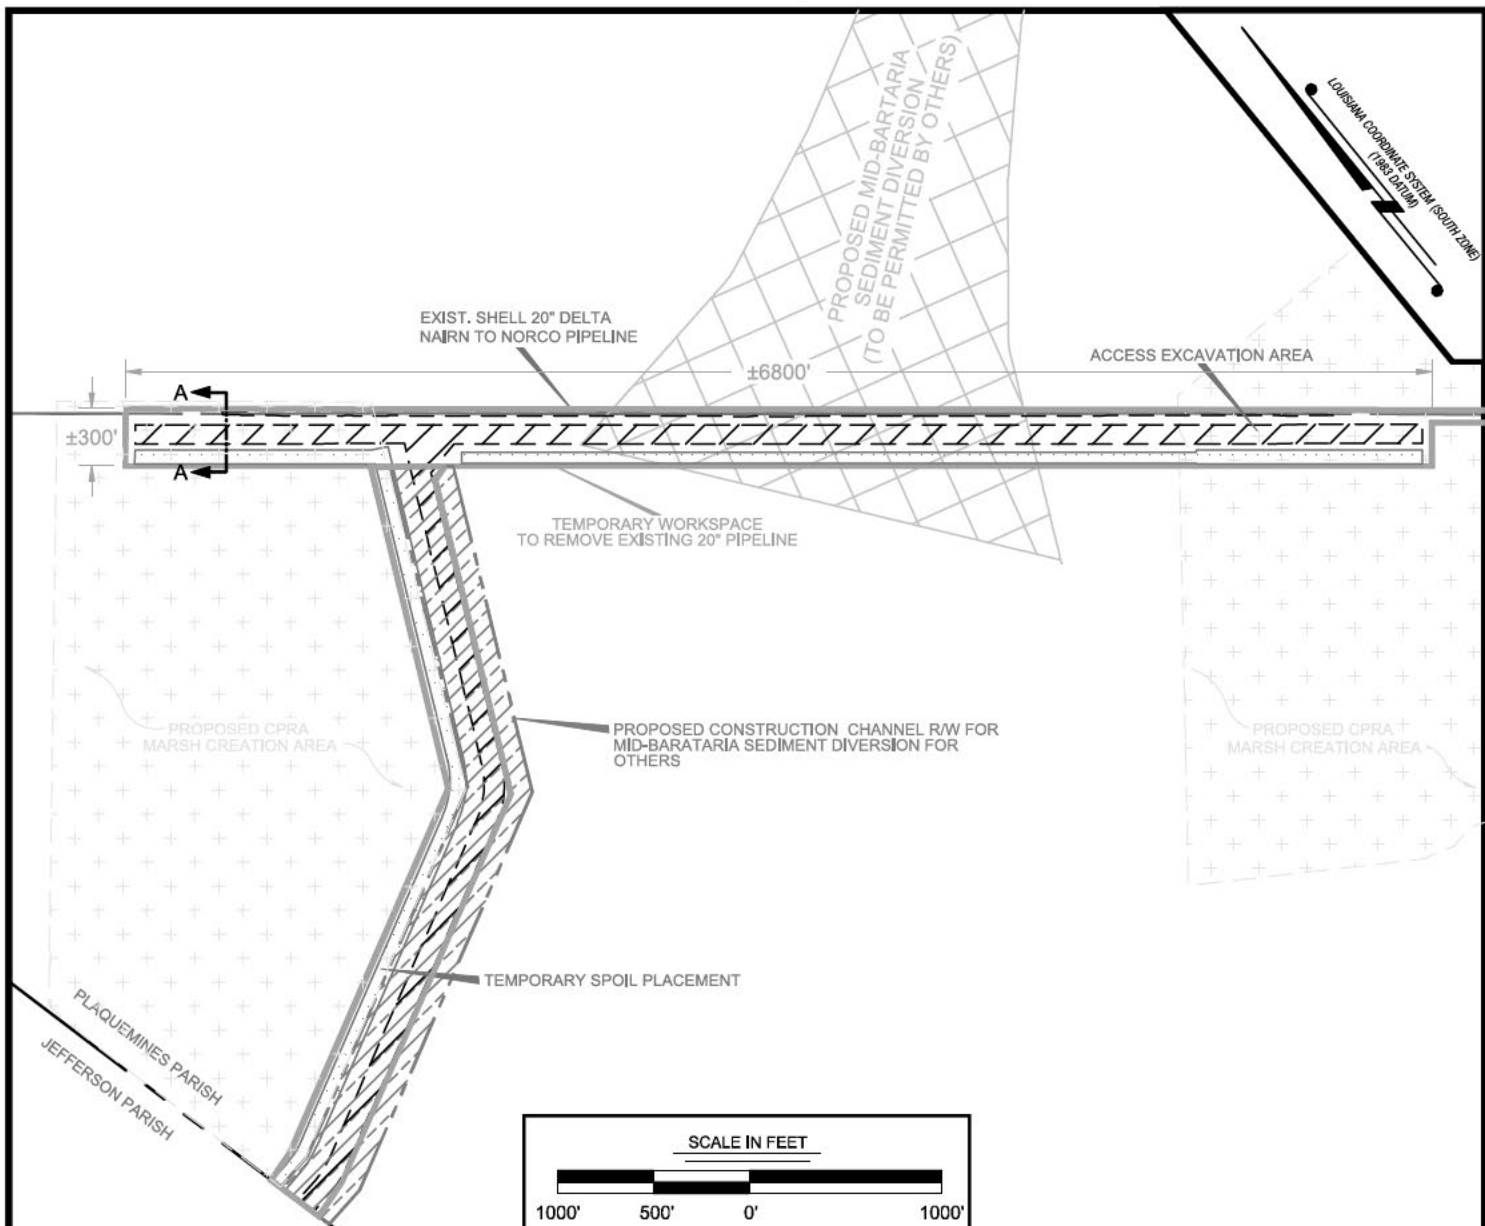 PROPOSED MID-BARTARIA
SEDIMENT DIVERSION
(TO BE PERMITTED BY OTHERS)
LOUISIANA COORDINATE SYSTEM (SOUTH ZONE)
(1983 DATUM)
EXIST. SHELL 20" DELTA
NAIRN TO NORCO PIPELINE
ACCESS EXCAVATION AREA
±6800'
A
±300'
A
TEMPORARY WORKSPACE
TO REMOVE EXISTING 20" PIPELINE
PROPOSED CPRA
MARSH CREATION AREA
PROPOSED CONSTRUCTION CHANNEL R/W FOR
MID-BARATARIA SEDIMENT DIVERSION FOR
OTHERS
PROPOSED CPRA
MARSH CREATION AREA
TEMPORARY SPOIL PLACEMENT
PLAQUEMINES PARISH
JEFFERSON PARISH
SCALE IN FEET
1000' 500' 0' 1000'